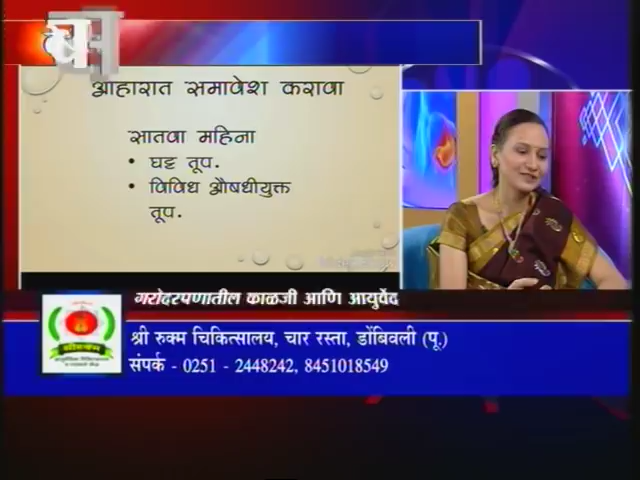 आहारात समावेश करावा
सातवा महिना
• घट्ट तूप.
• विविध औषधीयुक्त
तूप.
गरोदरपणातील काळजी आणि आयुर्वेद
श्री रुक्म चिकित्सालय, चार रस्ता, डोंबिवली (पू.)
संपर्क - 0251 - 2448242, 8451018549